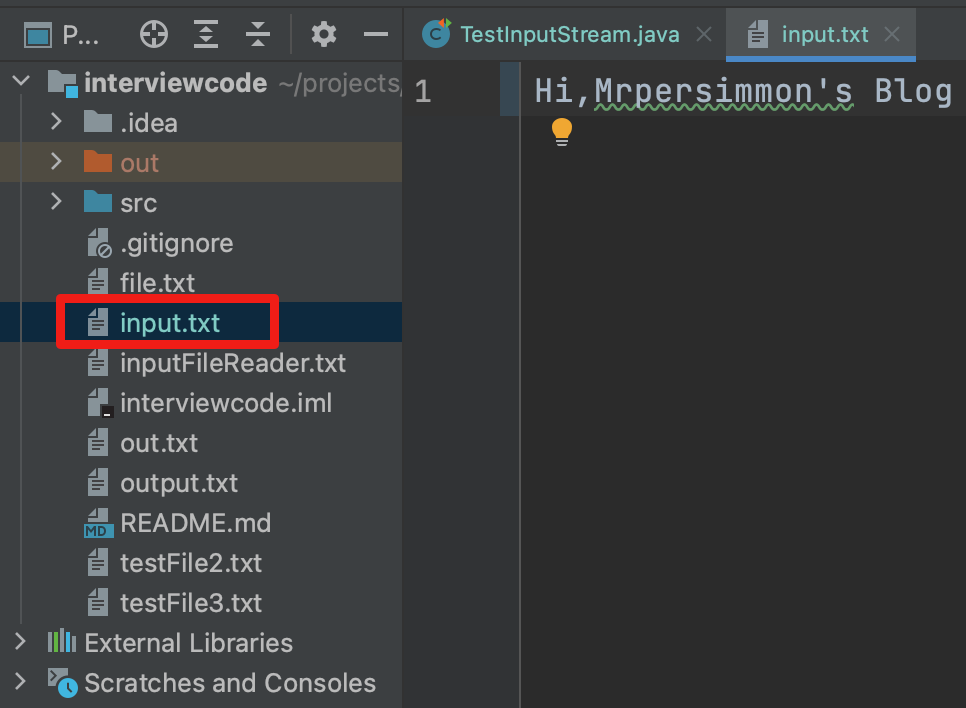 P...
TestInputStream.java
input.txt
interviewcode ~/projects/
.idea
out
src
.gitignore
file.txt
input.txt
inputFileReader.txt
interviewcode.iml
out.txt
output.txt
MD README.md
testFile2.txt
testFile3.txt
External Libraries
Scratches and Consoles
1 Hi,Mrpersimmon's Blog